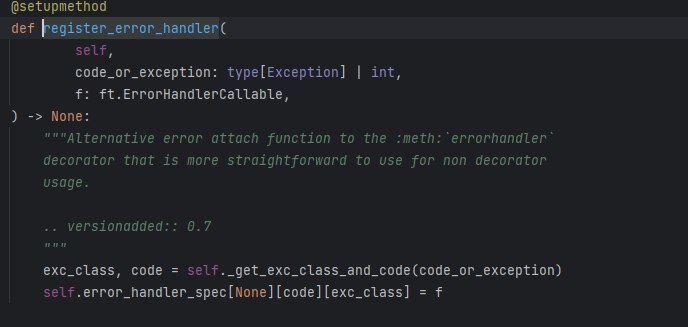 @setupmethod
def register_error_handler(
        self,
        code_or_exception: type[Exception] | int,
        f: ft.ErrorHandlerCallable,
) -> None:
    """Alternative error attach function to the :meth:`errorhandler`
    decorator that is more straightforward to use for non decorator
    usage.

    .. versionadded:: 0.7
    """
    exc_class, code = self._get_exc_class_and_code(code_or_exception)
    self.error_handler_spec[None][code][exc_class] = f